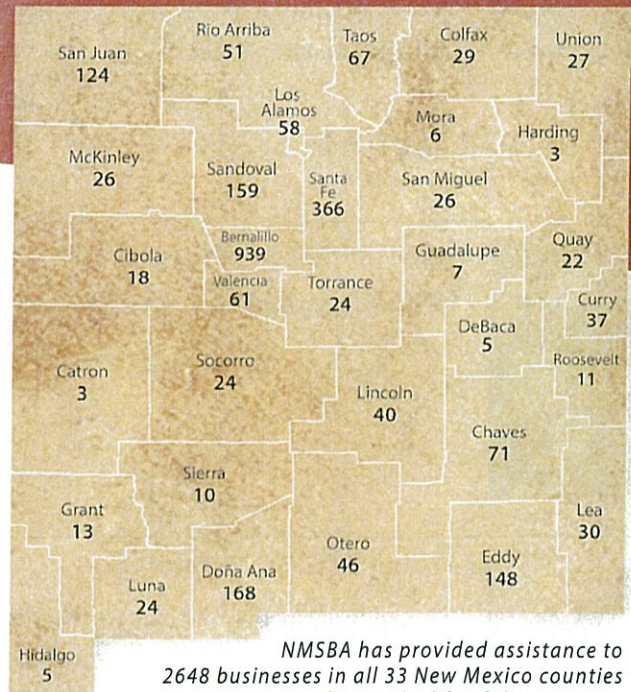 San Juan
124
Rio Arriba
51
Taos
67
Colfax
29
Union
27
Los
Alamos
58
Mora
6
Harding
3
McKinley
26
Sandoval
159
Santa
Fe
366
San Miguel
26
Cibola
18
Bernalillo
939
Valencia
61
Torrance
24
Guadalupe
7
Quay
22
Curry
37
DeBaca
5
Roosevelt
11
Catron
3
Socorro
24
Lincoln
40
Chaves
71
Sierra
10
Grant
13
Luna
24
Doña Ana
168
Otero
46
Eddy
148
Lea
30
Hidalgo
5
NMSBA has provided assistance to
2648 businesses in all 33 New Mexico counties